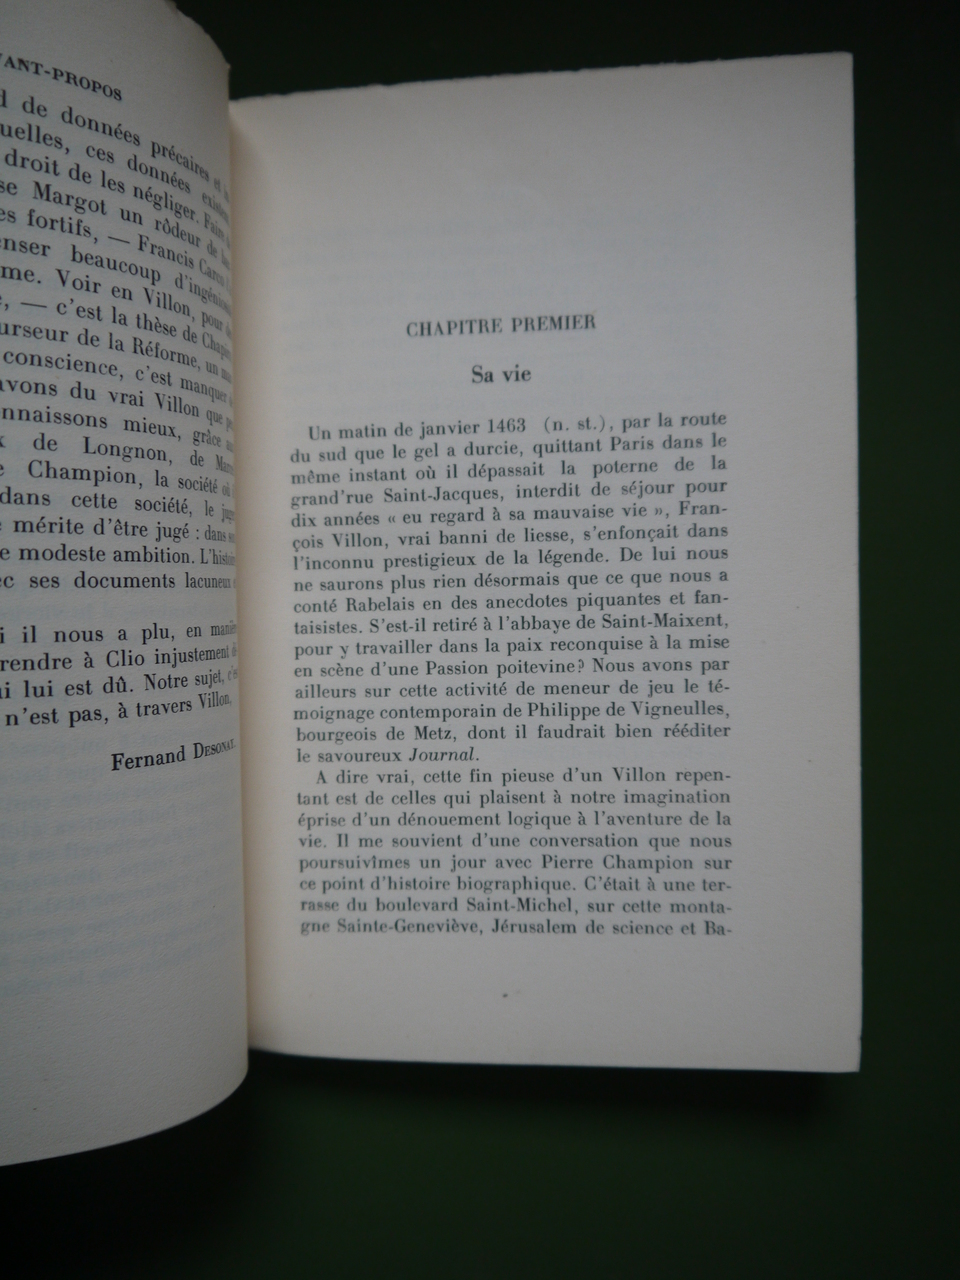 VANT-PROPOS
de données précaires et
uelles, ces données
droit de les négliger. Faire
se Margot un rôdeur de
es fortifs, — Francis
enser beaucoup
me. Voir en Villon, pour
, — c'est la thèse de
urseur de la Réforme, un
conscience, c'est manquer
avons du vrai Villon que
nnaissons mieux, grâce
de Longnon, de
Champion, la société où
dans cette société, le
mérite d'être jugé : dans
e modeste ambition.
ec ses documents lacuneux
i il nous a plu, en manière
rendre à Clio injustement
i lui est dû. Notre sujet,
n'est pas, à travers Villon,
Fernand DESONAY.
CHAPITRE PREMIER
Sa vie
Un matin de janvier 1463 (n. st.), par la route
du sud que le gel a durcie, quittant Paris dans le
même instant où il dépassait la poterne de la
grand'rue Saint-Jacques, interdit de séjour pour
dix années « eu regard à sa mauvaise vie », Fran-
çois Villon, vrai banni de liesse, s'enfonçait dans
l'inconnu prestigieux de la légende. De lui nous
ne saurons plus rien désormais que ce que nous a
conté Rabelais en des anecdotes piquantes et fan-
taisistes. S'est-il retiré à l'abbaye de Saint-Maixent,
pour y travailler dans la paix reconquise à la mise
en scène d'une Passion poitevine? Nous avons par
ailleurs sur cette activité de meneur de jeu le té-
moignage contemporain de Philippe de Vigneulles,
bourgeois de Metz, dont il faudrait bien rééditer
le savoureux Journal.
A dire vrai, cette fin pieuse d'un Villon repen-
tant est de celles qui plaisent à notre imagination
éprise d'un dénouement logique à l'aventure de la
vie. Il me souvient d'une conversation que nous
poursuivîmes un jour avec Pierre Champion sur
ce point d'histoire biographique. C'était à une ter-
rasse du boulevard Saint-Michel, sur cette monta-
gne Sainte-Geneviève, Jérusalem de science et Ba-